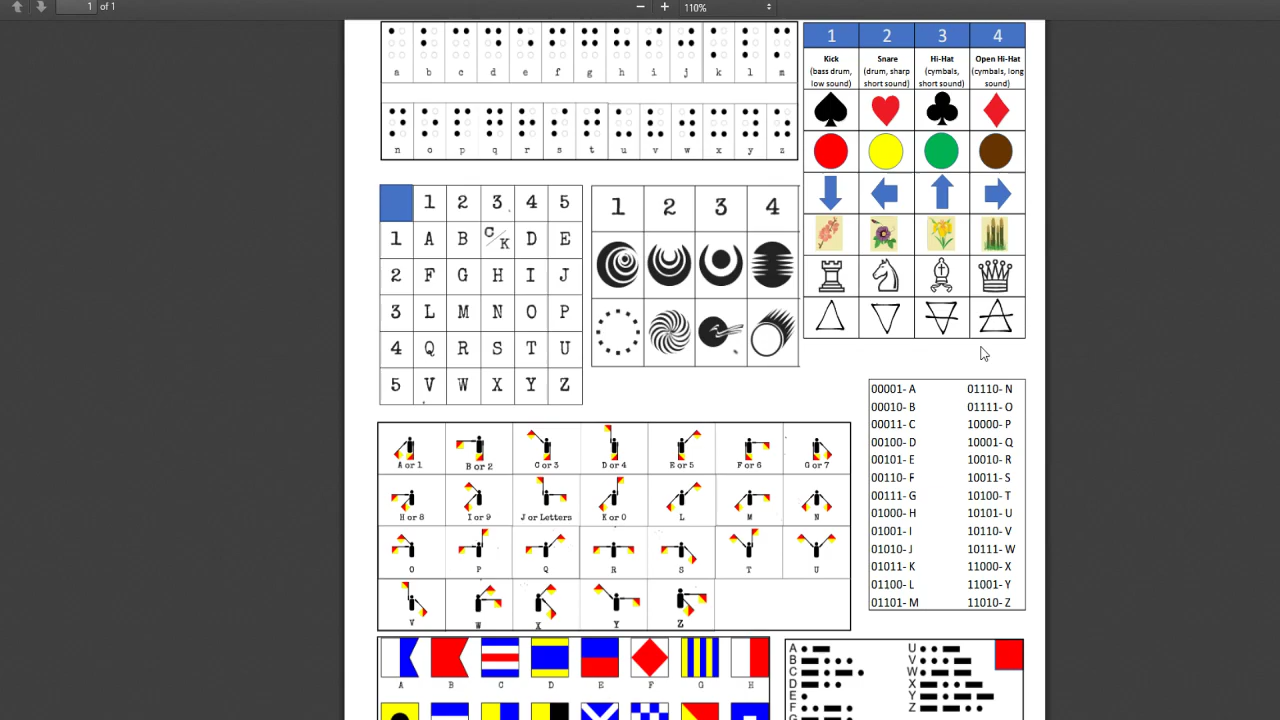 1 of 1 110%
a b c d e f g h i j k l m
n o p q r s t u v w x y z
1 2 3 4
Kick Snare Hi-Hat Open Hi-Hat
(bass drum, (drum, sharp (cymbals, (cymbals, long
low sound) short sound) short sound) sound)
1 2 3 4 5
1 A B C/K D E
2 F G H I J
3 L M N O P
4 Q R S T U
5 V W X Y Z
1 2 3 4
00001- A 01110- N
00010- B 01111- O
00011- C 10000- P
00100- D 10001- Q
00101- E 10010- R
00110- F 10011- S
00111- G 10100- T
01000- H 10101- U
01001- I 10110- V
01010- J 10111- W
01011- K 11000- X
01100- L 11001- Y
01101- M 11010- Z
A or 1 B or 2 C or 3 D or 4 E or 5 F or 6 G or 7
H or 8 I or 9 J or Letters K or 0 L M N
O P Q R S T U
V W X Y Z
A B C D E F G H
A U
B V
C W
D X
E Y
F Z
G